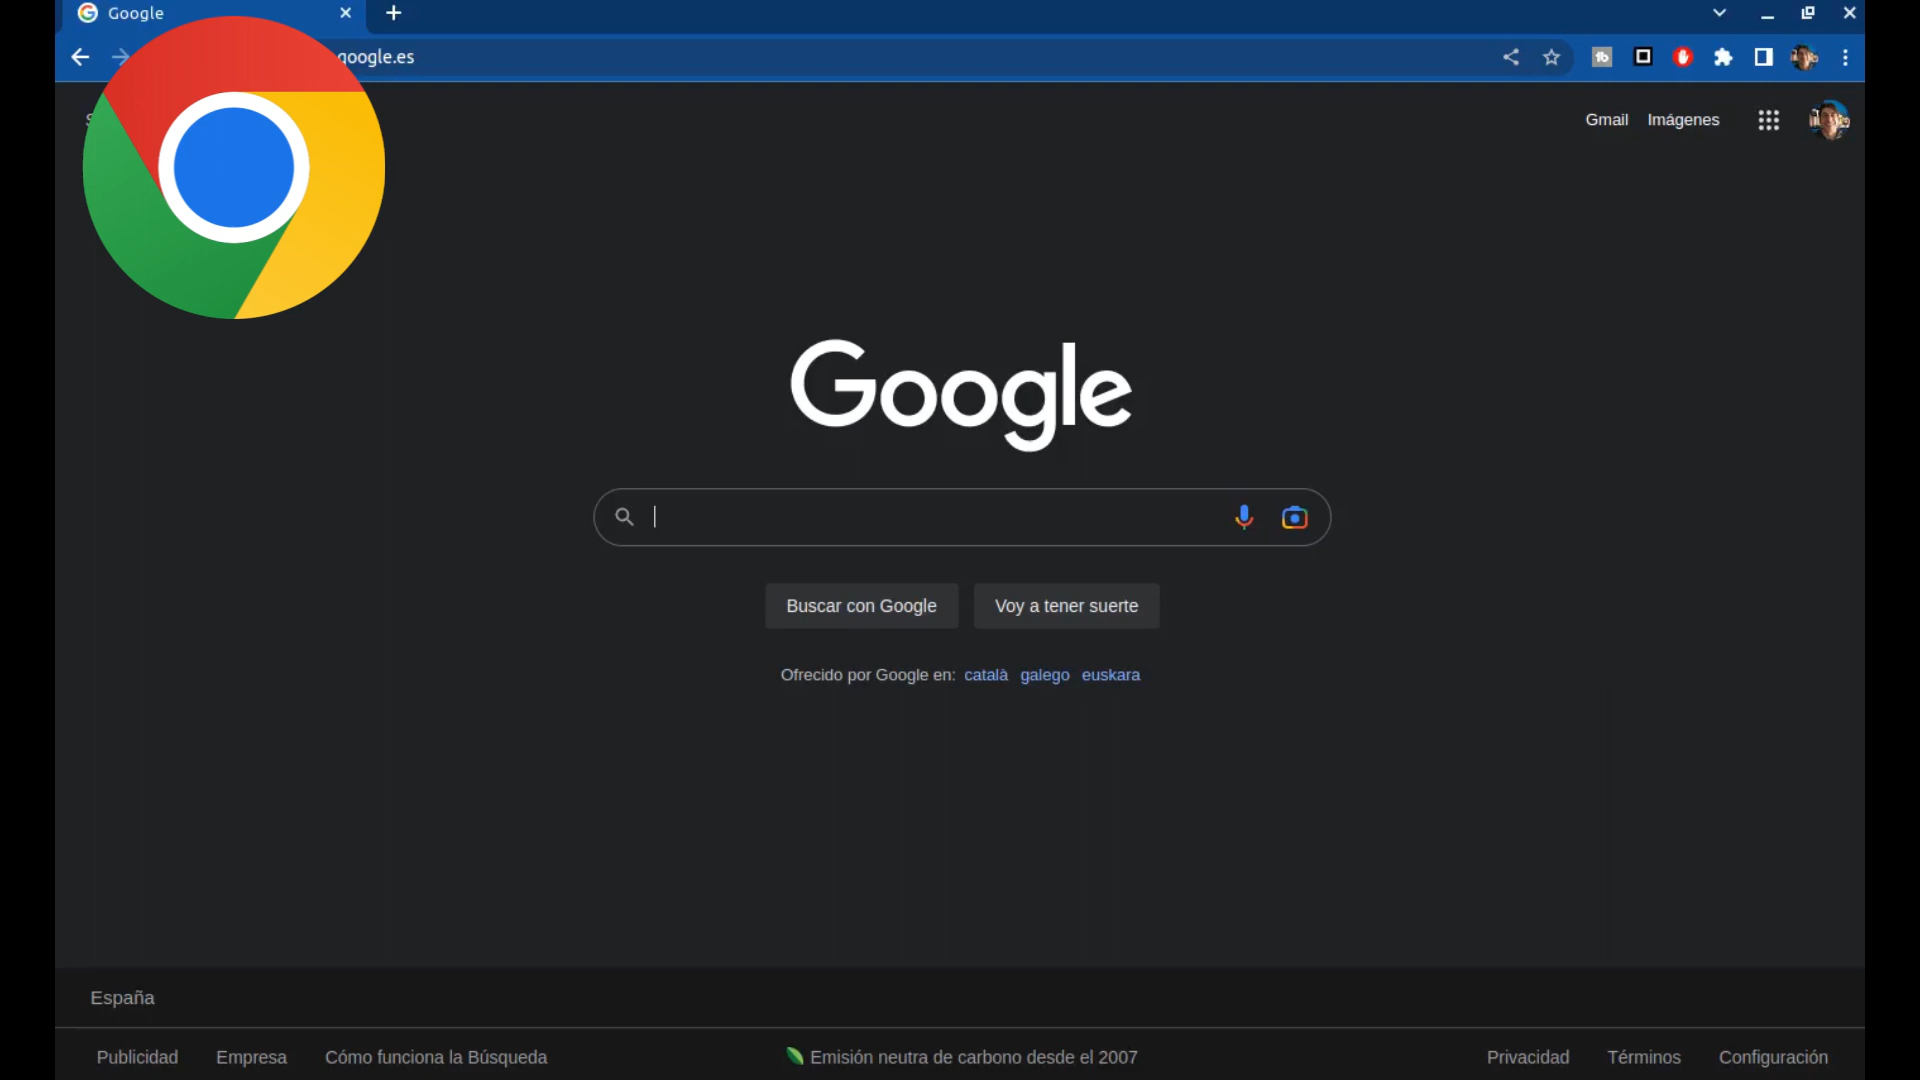 Google
google.es
Gmail Imágenes
Google
Buscar con Google Voy a tener suerte
Ofrecido por Google en: català galego euskara
España
Publicidad Empresa Cómo funciona la Búsqueda Emisión neutra de carbono desde el 2007 Privacidad Términos Configuración